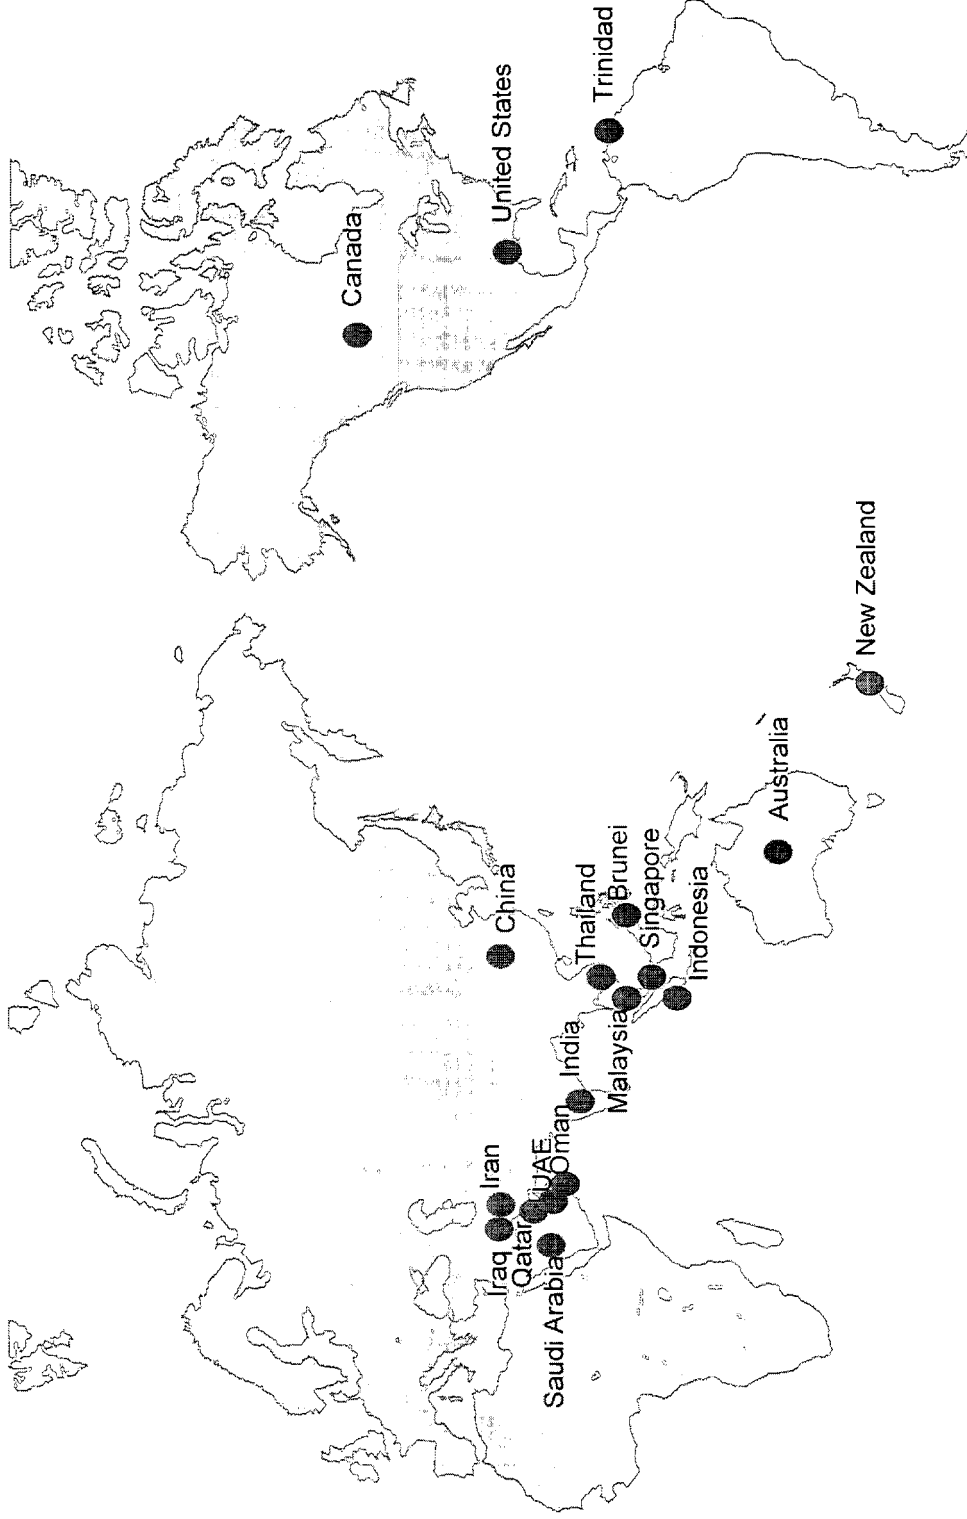 Canada
United States
Trinidad
China
Iran
Iraq
Qatar
UAE
Oman
Saudi Arabia
India
Thailand
Malaysia
Brunei
Singapore
Indonesia
Australia
New Zealand